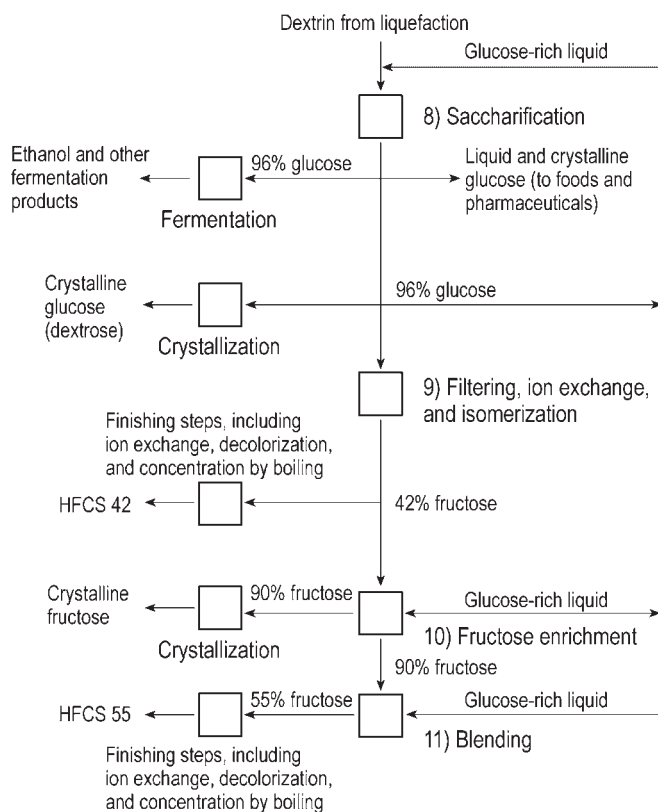 Dextrin from liquefaction
Glucose-rich liquid
8) Saccharification
Ethanol and other
fermentation
products
96% glucose
Fermentation
Liquid and crystalline
glucose (to foods and
pharmaceuticals)
Crystalline
glucose
(dextrose)
Crystallization
96% glucose
9) Filtering, ion exchange,
and isomerization
Finishing steps, including
ion exchange, decolorization,
and concentration by boiling
HFCS 42
42% fructose
Crystalline
fructose
90% fructose
Crystallization
Glucose-rich liquid
10) Fructose enrichment
90% fructose
HFCS 55
55% fructose
Glucose-rich liquid
11) Blending
Finishing steps, including
ion exchange, decolorization,
and concentration by boiling